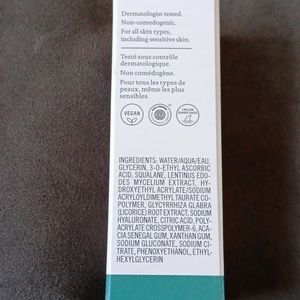 Dermatologist tested.
Non-comedogenic.
For all skin types,
including sensitive skin.
Testé sous contrôle
dermatologique.
Non comédogène.
Pour tous les types de
peaux, même les plus
sensibles.
VEGAN
INGREDIENTS: WATER/AQUA/EAU,
GLYCERIN, 3-O-ETHYL ASCORBIC
ACID, SQUALANE, LENTINUS EDO-
DES MYCELIUM EXTRACT, HY-
DROXYETHYL ACRYLATE/SODIUM
ACRYLOYLDIMETHYL TAURATE CO-
POLYMER, GLYCYRRHIZA GLABRA
(LICORICE) ROOT EXTRACT, SODIUM
HYALURONATE, CITRIC ACID, POLY-
ACRYLATE CROSSPOLYMER-6, ACA-
CIA SENEGAL GUM, XANTHAN GUM,
SODIUM GLUCONATE, SODIUM CI-
TRATE, PHENOXYETHANOL, ETHYL-
HEXYLGLYCERIN